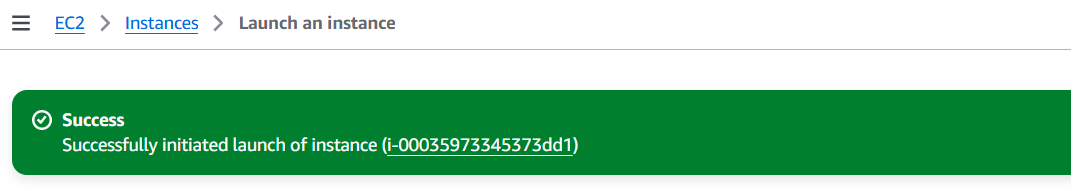 EC2 > Instances > Launch an instance
Success
Successfully initiated launch of instance (i-00035973345373dd1)